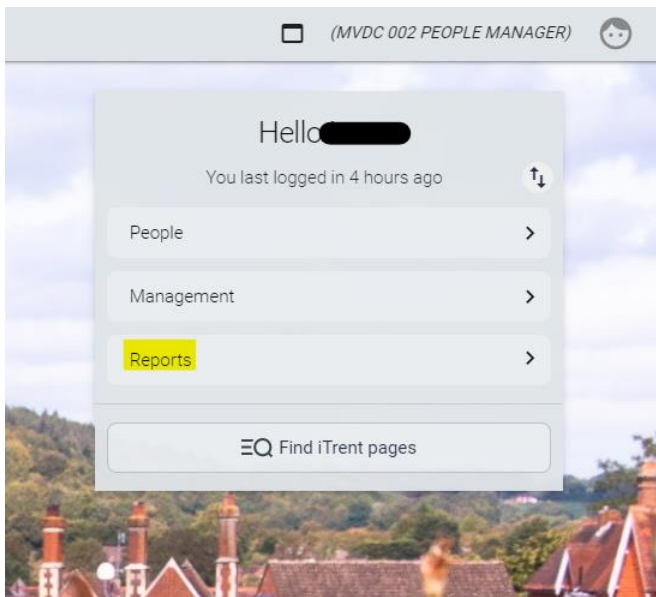 (MVDC 002 PEOPLE MANAGER)
Hello
You last logged in 4 hours ago
People
Management
Reports
Find iTrent pages